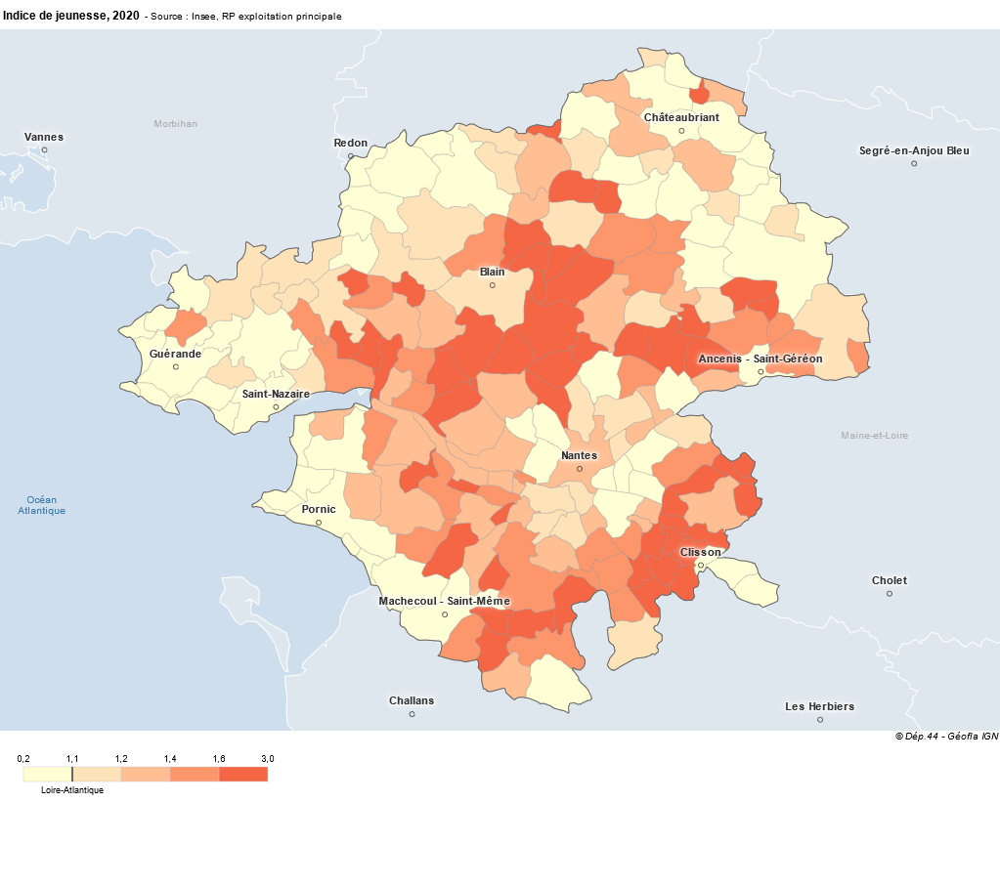 Indice de jeunesse, 2020 - Source : Insee, RP exploitation principale
Châteaubriant
Morbihan
Vannes
Redon
Segré-en-Anjou Bleu
Blain
Guérande
Ancenis - Saint-Géréon
Saint-Nazaire
Maine-et-Loire
Nantes
Océan
Atlantique
Pornic
Clisson
Cholet
Machecoul - Saint-Même
Challans
Les Herbiers
© Dép.44 - Géofla IGN
0,2 1,1 1,2 1,4 1,6 3,0
Loire-Atlantique